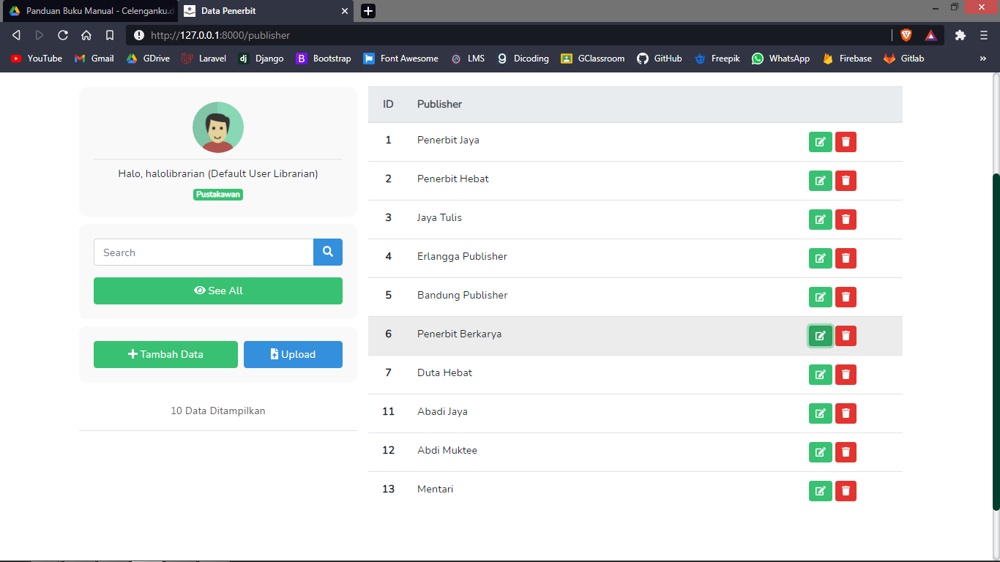 Panduan Buku Manual - Celenganku.d
Data Penerbit
http://127.0.0.1:8000/publisher
YouTube Gmail GDrive Laravel dj Django B Bootstrap Font Awesome LMS Dicoding GClassroom GitHub Freepik WhatsApp Firebase Gitlab »
Halo, halolibrarian (Default User Librarian)
Pustakawan
Search
See All
Tambah Data Upload
10 Data Ditampilkan
ID Publisher
1 Penerbit Jaya
2 Penerbit Hebat
3 Jaya Tulis
4 Erlangga Publisher
5 Bandung Publisher
6 Penerbit Berkarya
7 Duta Hebat
11 Abadi Jaya
12 Abdi Muktee
13 Mentari